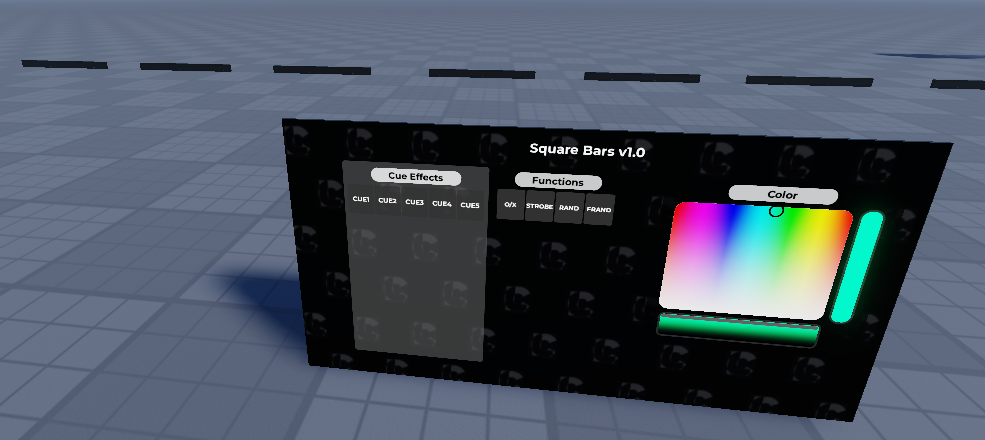 Square Bars v1.0
Cue Effects
CUE1 CUE2 CUE3 CUE4 CUE5
Functions
O/X STROBE RAND FRAND
Color